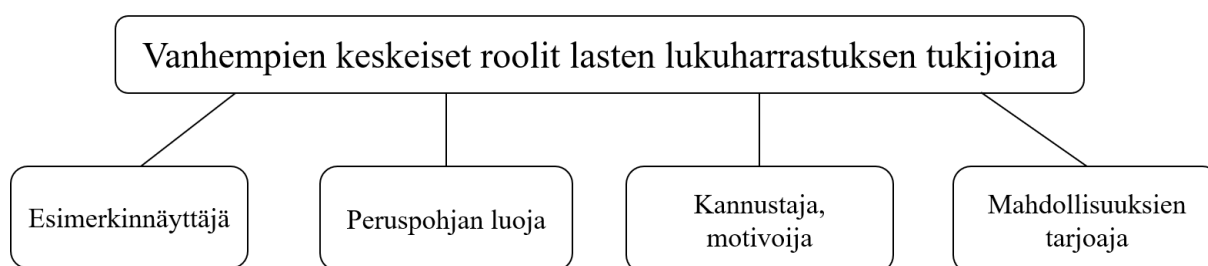 Vanhempien keskeiset roolit lasten lukuharrastuksen tukijoina
Esimerkinnäyttäjä
Peruspohjan luoja
Kannustaja,
motivoija
Mahdollisuuksien
tarjoaja